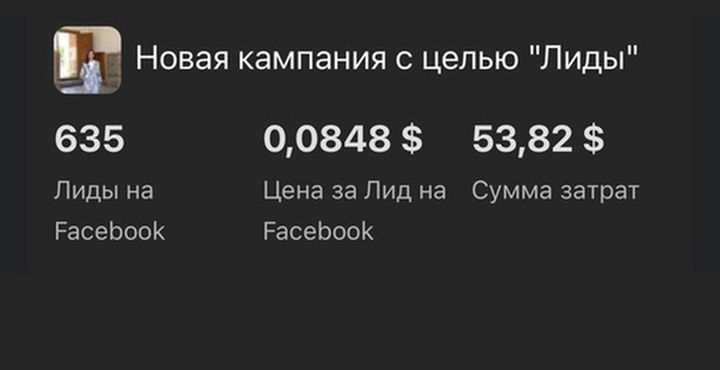 Новая кампания с целью "Лиды"
635 0,0848 $ 53,82 $
Лиды на Цена за Лид на Сумма затрат
Facebook Facebook